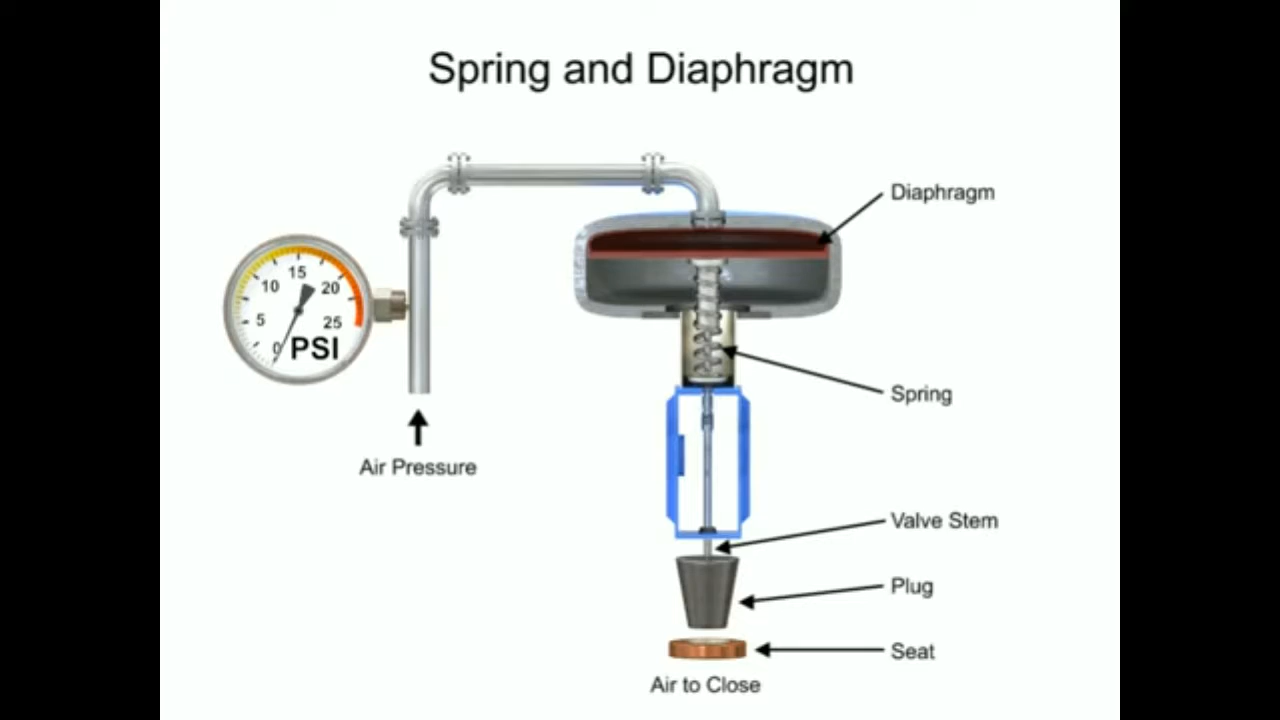 Spring and Diaphragm
Diaphragm
15
10
20
5
25
0
PSI
Spring
Air Pressure
Valve Stem
Plug
Seat
Air to Close